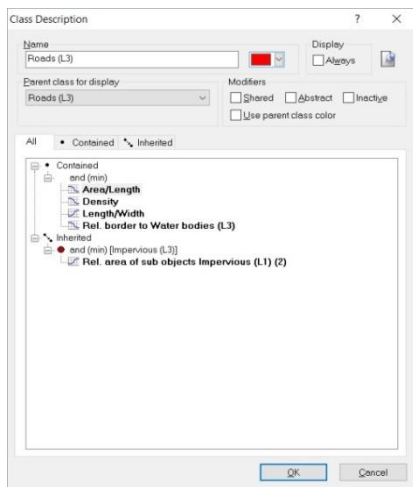 Class Description ? ×
Name
Roads (L3)
Display
Always
Parent class for display
Roads (L3)
Modifiers
Shared Abstract Inactive
Use parent class color
All • Contained Inherited
• Contained
and (min)
Area/Length
Density
Length/Width
Rel. border to Water bodies (L3)
Inherited
and (min) [Impervious (L3)]
Rel. area of sub objects Impervious (L1) (2)
OK Cancel